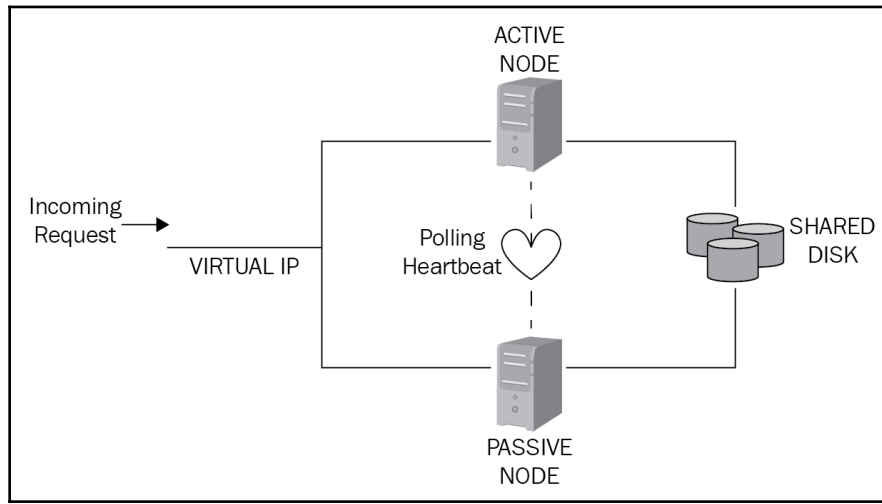 ACTIVE
NODE
Incoming
Request
VIRTUAL IP
Polling
Heartbeat
SHARED
DISK
PASSIVE
NODE